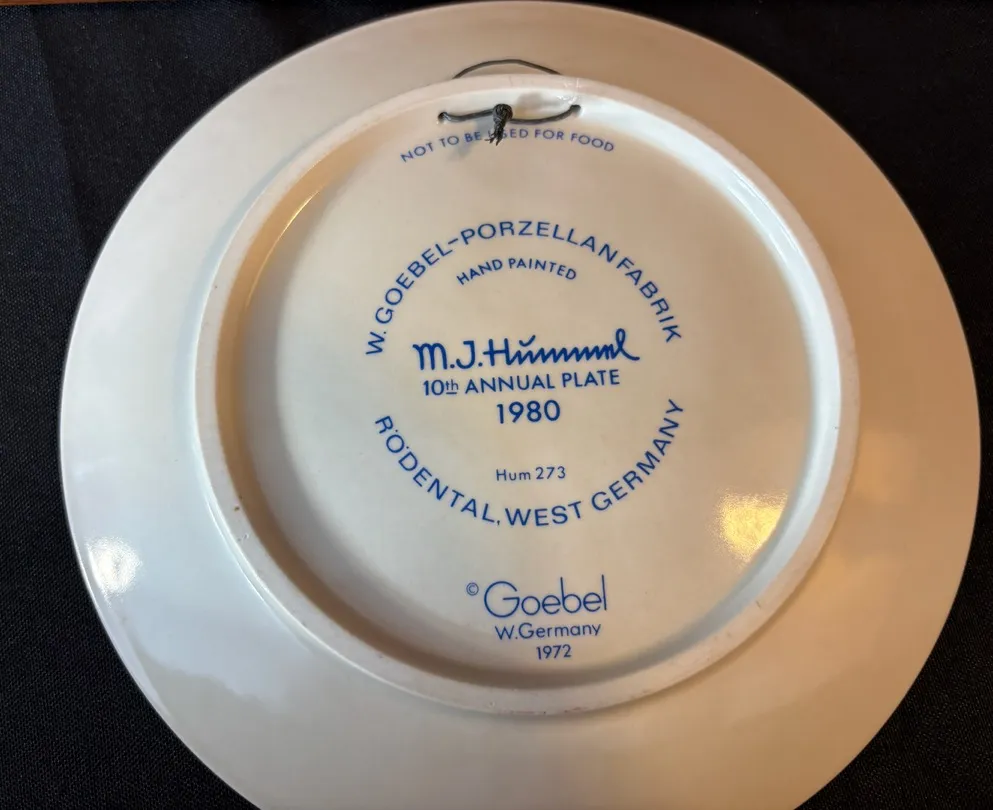 NOT TO BE USED FOR FOOD
W. GOEBEL-PORZELLANFABRIK
HAND PAINTED
M.J.Hummel
10th ANNUAL PLATE
1980
Hum 273
RÖDENTAL, WEST GERMANY
© Goebel
W.Germany
1972